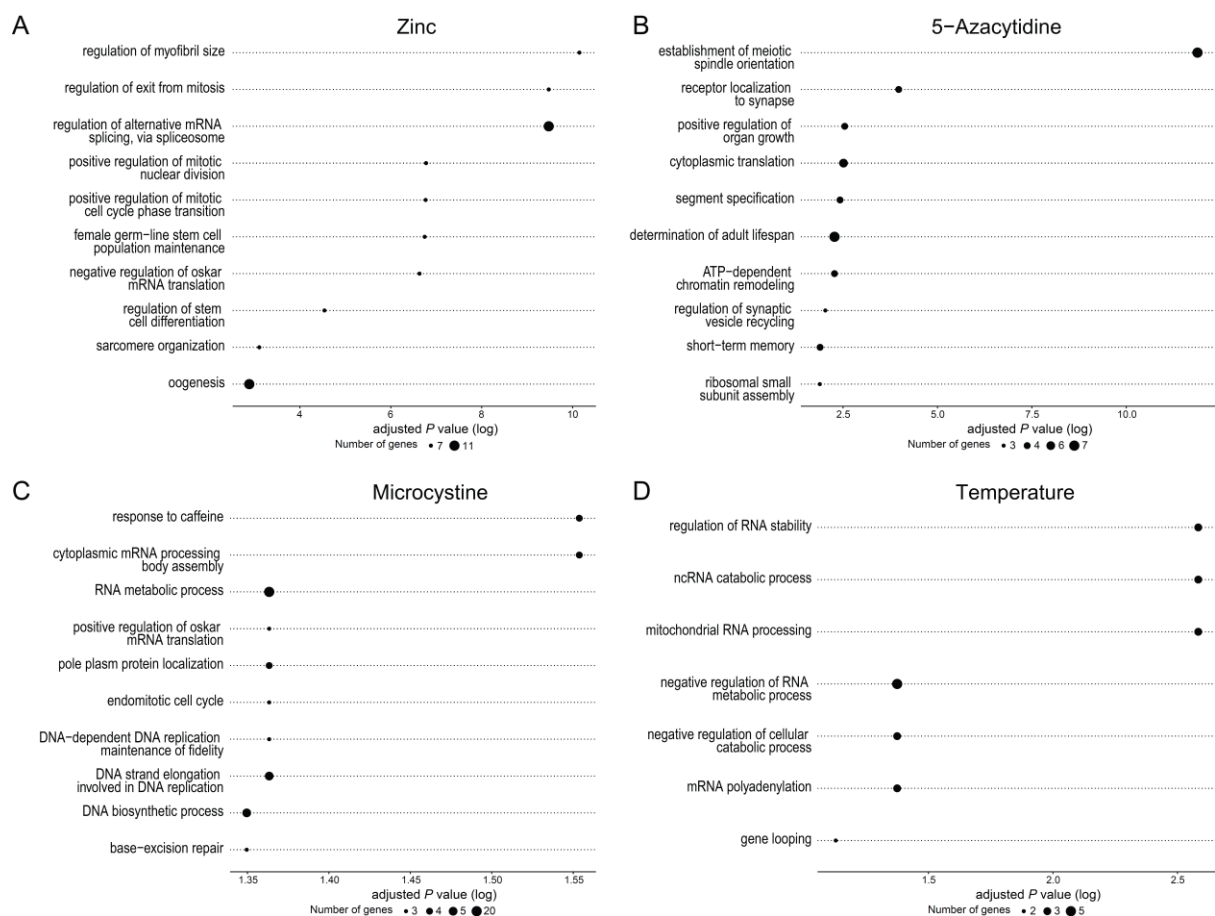 A
Zinc
regulation of myofibril size
regulation of exit from mitosis
regulation of alternative mRNA
splicing, via spliceosome
positive regulation of mitotic
nuclear division
positive regulation of mitotic
cell cycle phase transition
female germ−line stem cell
population maintenance
negative regulation of oskar
mRNA translation
regulation of stem
cell differentiation
sarcomere organization
oogenesis
4 6 8 10
adjusted P value (log)
Number of genes 7 11
B
5−Azacytidine
establishment of meiotic
spindle orientation
receptor localization
to synapse
positive regulation of
organ growth
cytoplasmic translation
segment specification
determination of adult lifespan
ATP−dependent
chromatin remodeling
regulation of synaptic
vesicle recycling
short−term memory
ribosomal small
subunit assembly
2.5 5.0 7.5 10.0
adjusted P value (log)
Number of genes 3 4 6 7
C
Microcystine
response to caffeine
cytoplasmic mRNA processing
body assembly
RNA metabolic process
positive regulation of oskar
mRNA translation
pole plasm protein localization
endomitotic cell cycle
DNA−dependent DNA replication
maintenance of fidelity
DNA strand elongation
involved in DNA replication
DNA biosynthetic process
base−excision repair
1.35 1.40 1.45 1.50 1.55
adjusted P value (log)
Number of genes 3 4 5 20
D
Temperature
regulation of RNA stability
ncRNA catabolic process
mitochondrial RNA processing
negative regulation of RNA
metabolic process
negative regulation of cellular
catabolic process
mRNA polyadenylation
gene looping
1.5 2.0 2.5
adjusted P value (log)
Number of genes 2 3 5